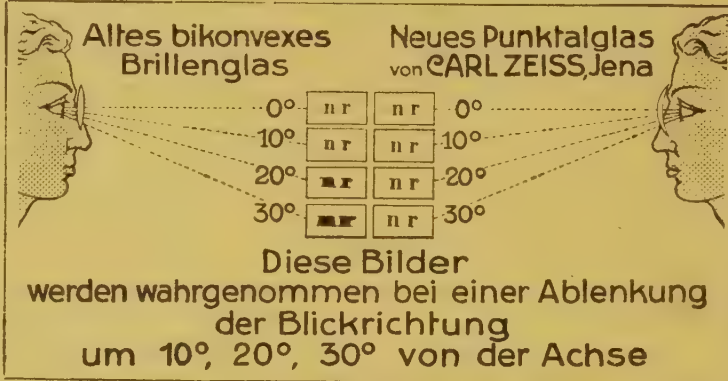 Altes bikonvexes
Brillenglas
Neues Punktalglas
von CARL ZEISS, Jena
0° nr nr 0°
10° nr nr 10°
20° nr nr 20°
30° nr nr 30°
Diese Bilder
werden wahrgenommen bei einer Ablenkung
der Blickrichtung
um 10°, 20°, 30° von der Achse